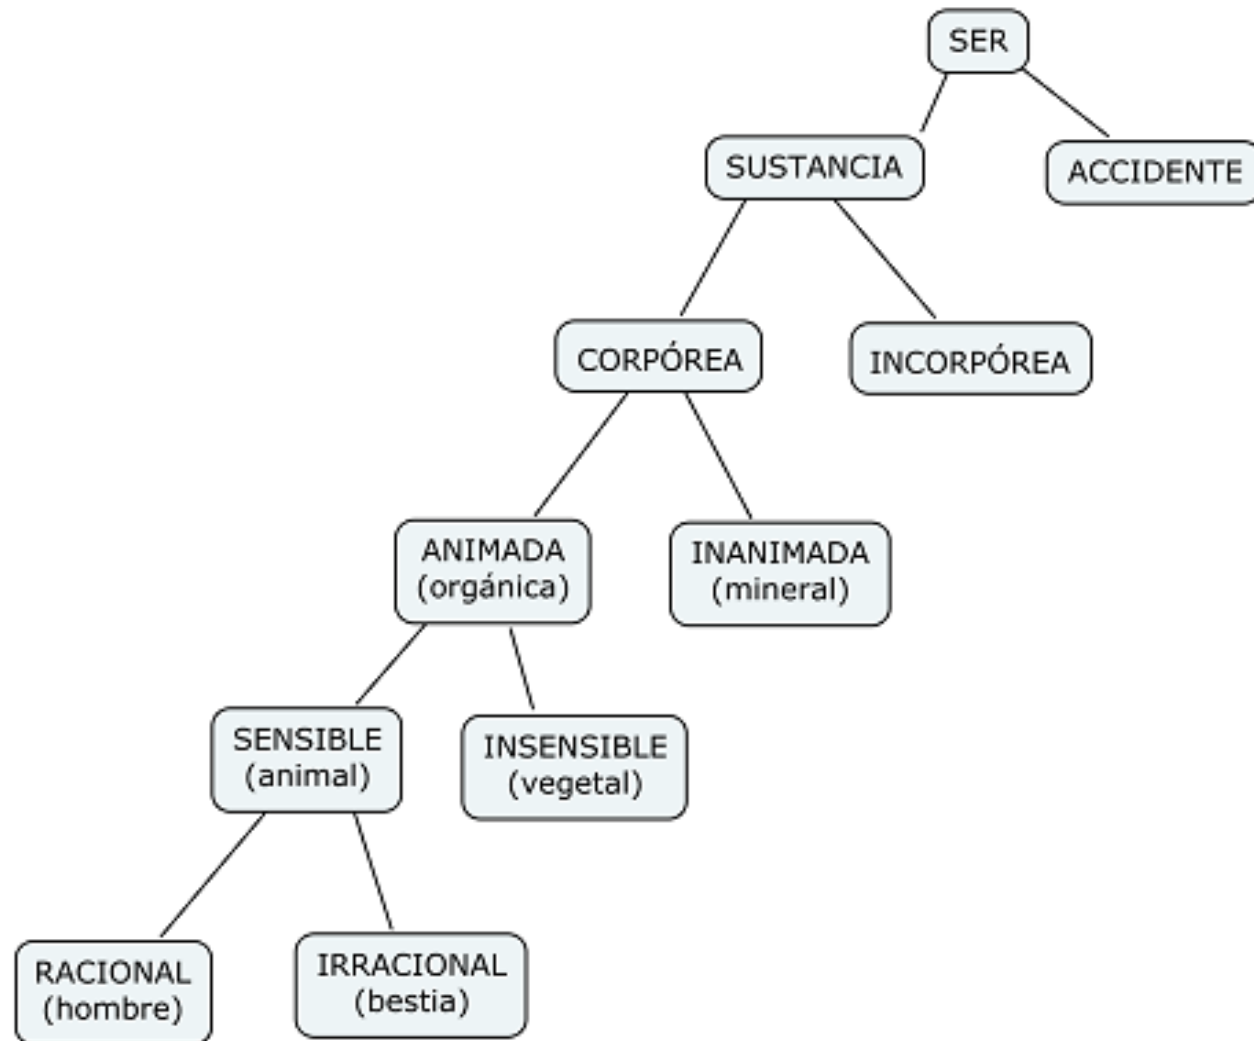 SER
SUSTANCIA
ACCIDENTE
CORPÓREA
INCORPÓREA
ANIMADA
(orgánica)
INANIMADA
(mineral)
SENSIBLE
(animal)
INSENSIBLE
(vegetal)
RACIONAL
(hombre)
IRRACIONAL
(bestia)